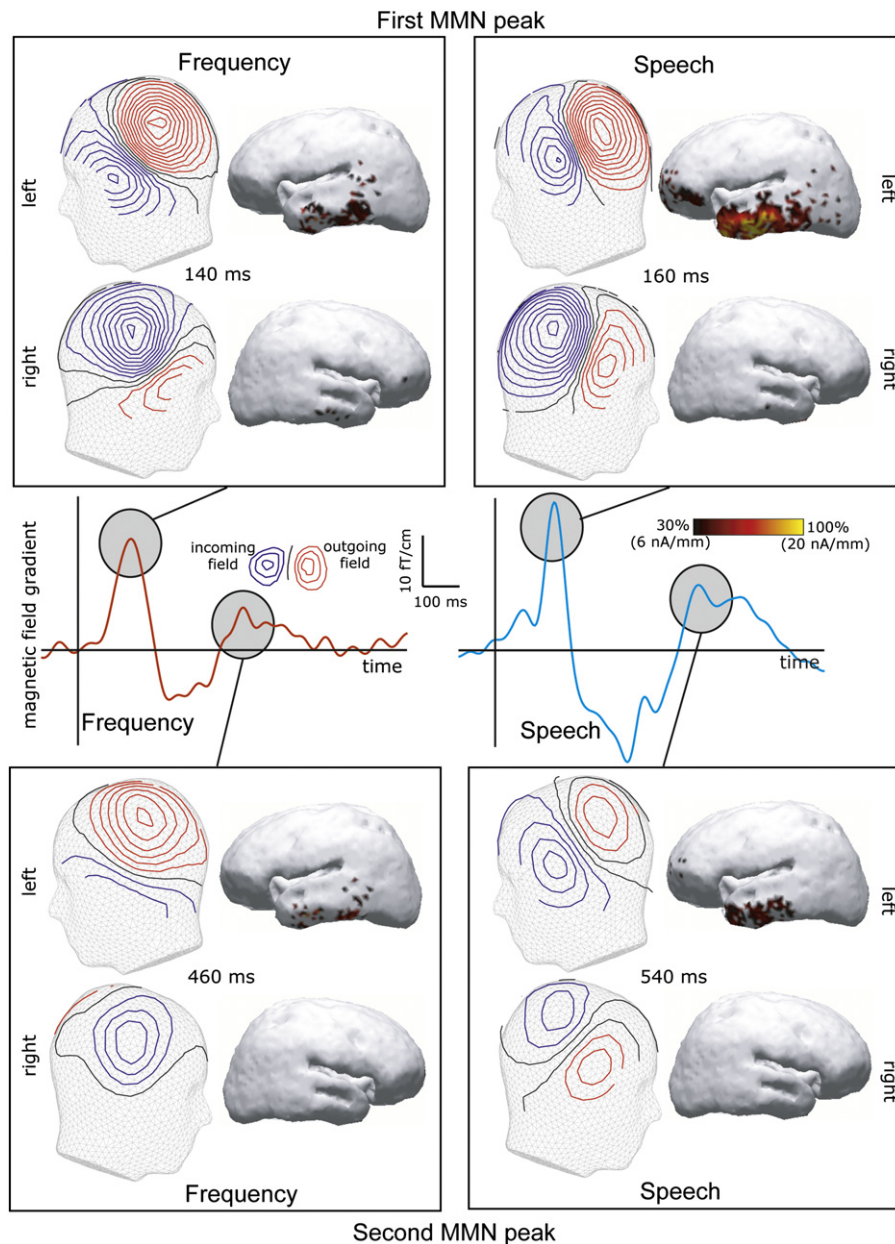 First MMN peak
Frequency
left
140 ms
right
Speech
left
160 ms
right
magnetic field gradient
incoming
field
outgoing
field
10 fT/cm
100 ms
time
Frequency
30%
(6 nA/mm)
100%
(20 nA/mm)
time
Speech
left
460 ms
right
Frequency
left
540 ms
right
Speech
Second MMN peak